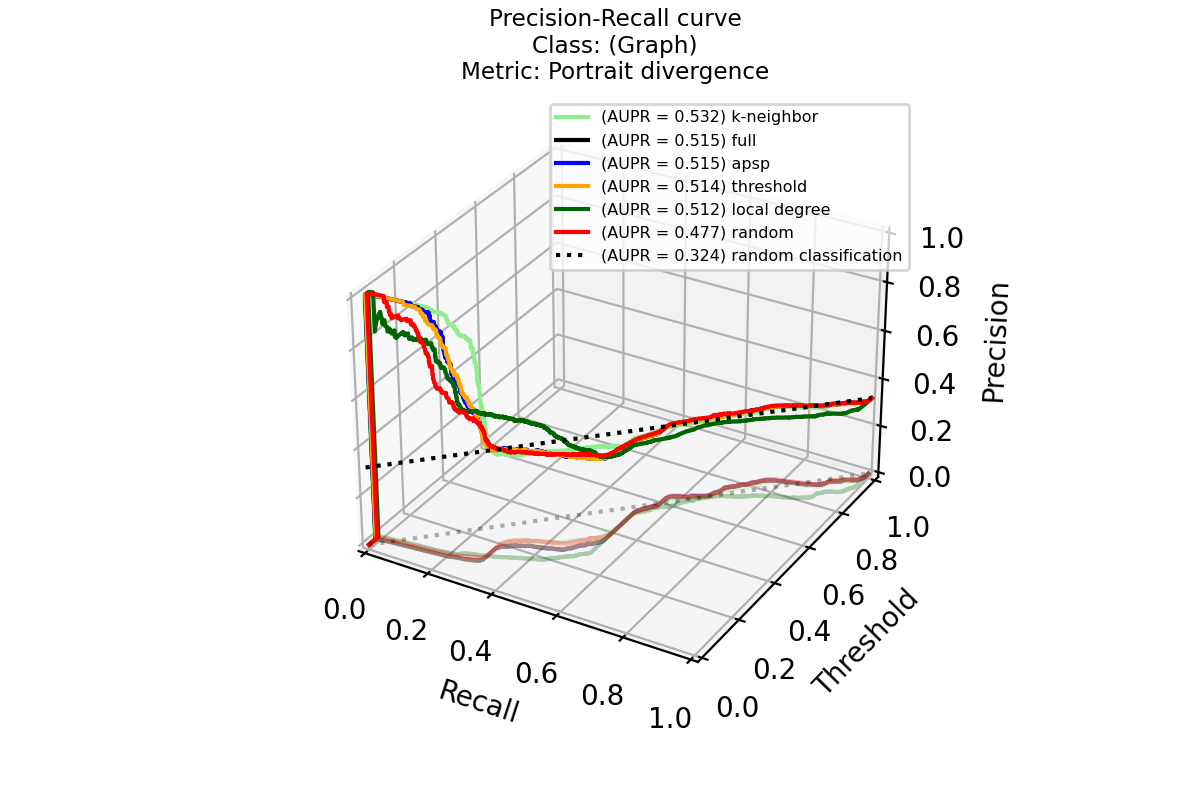 Precision-Recall curve
Class: (Graph)
Metric: Portrait divergence
(AUPR = 0.532) k-neighbor
(AUPR = 0.515) full
(AUPR = 0.515) apsp
(AUPR = 0.514) threshold
(AUPR = 0.512) local degree
(AUPR = 0.477) random
(AUPR = 0.324) random classification
1.0
0.8
0.6
0.4
0.2
0.0
Precision
0.0
0.2
0.4
0.6
0.8
1.0
Recall
0.0
0.2
0.4
0.6
0.8
1.0
Threshold